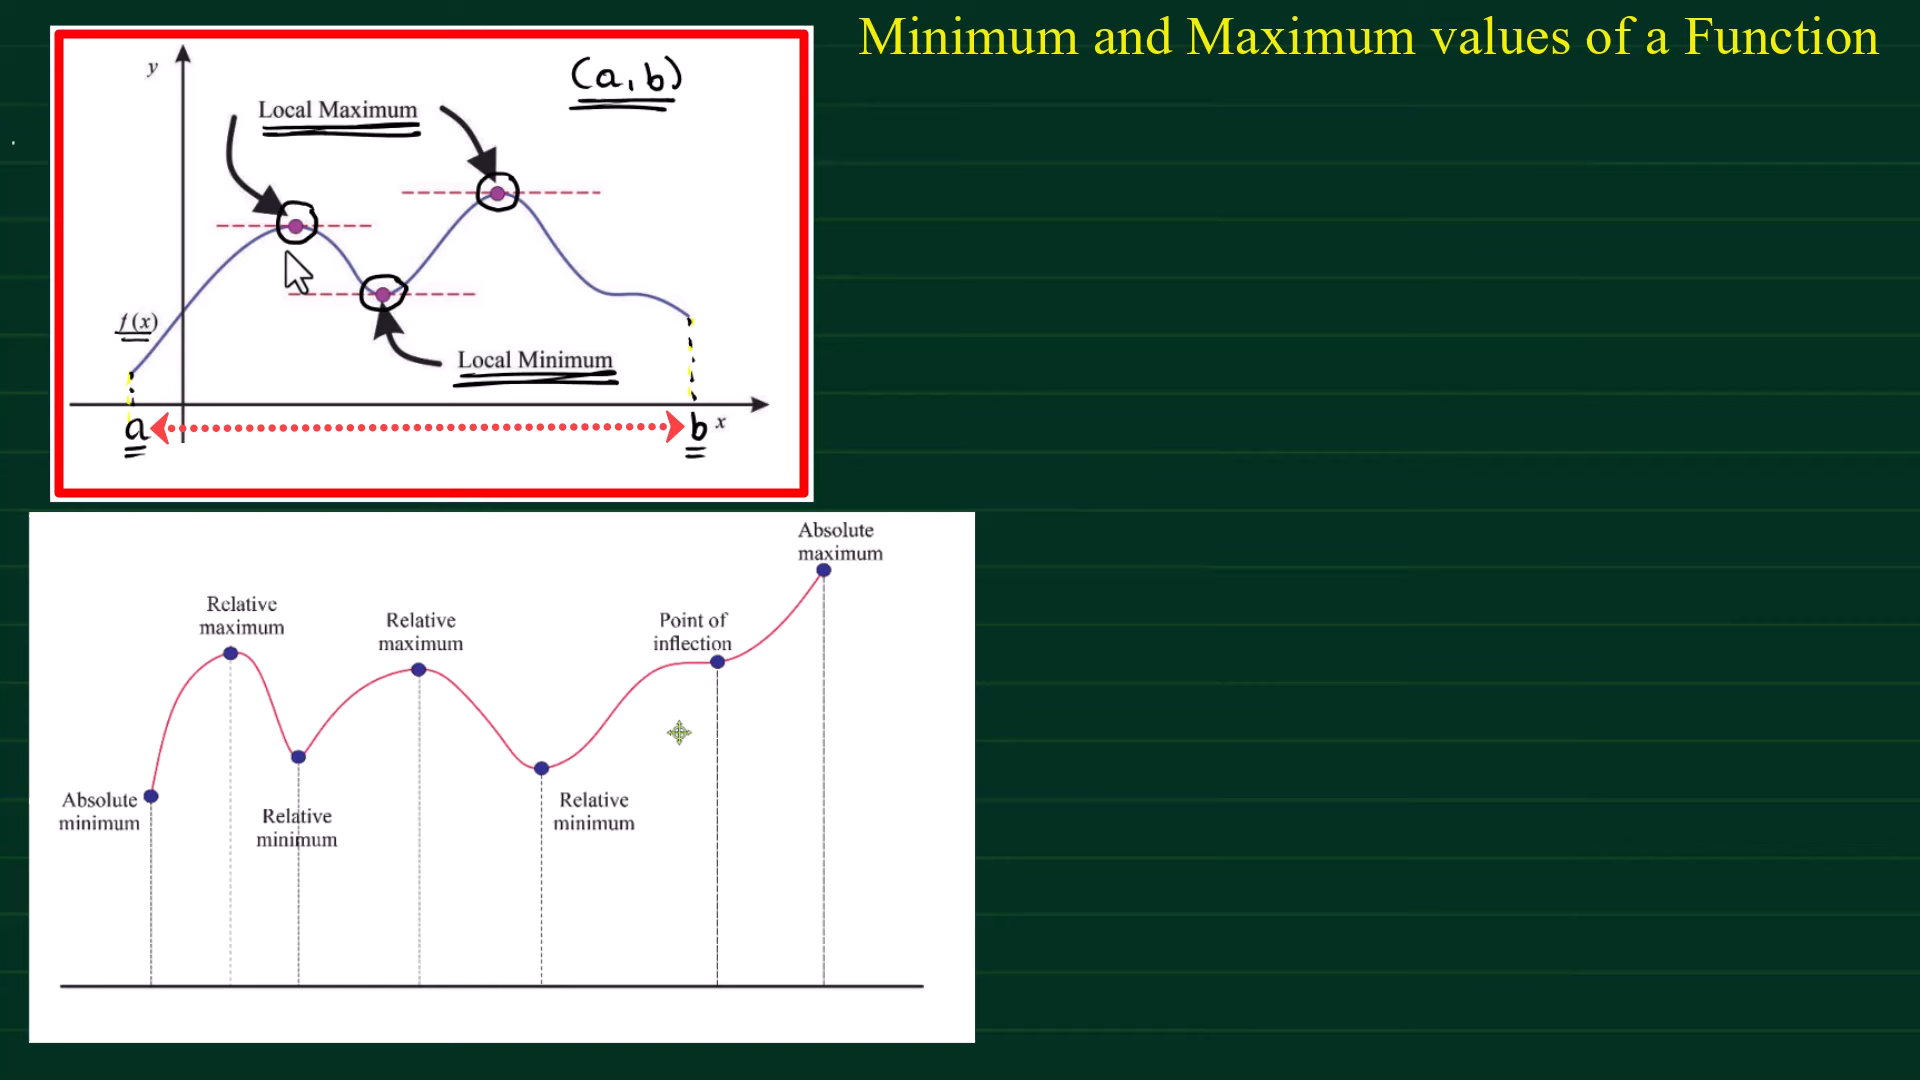 Minimum and Maximum values of a Function
y
(a, b)
Local Maximum
f(x)
Local Minimum
a
b
x
Absolute
maximum
Relative
maximum
Relative
maximum
Point of
inflection
Absolute
minimum
Relative
minimum
Relative
minimum